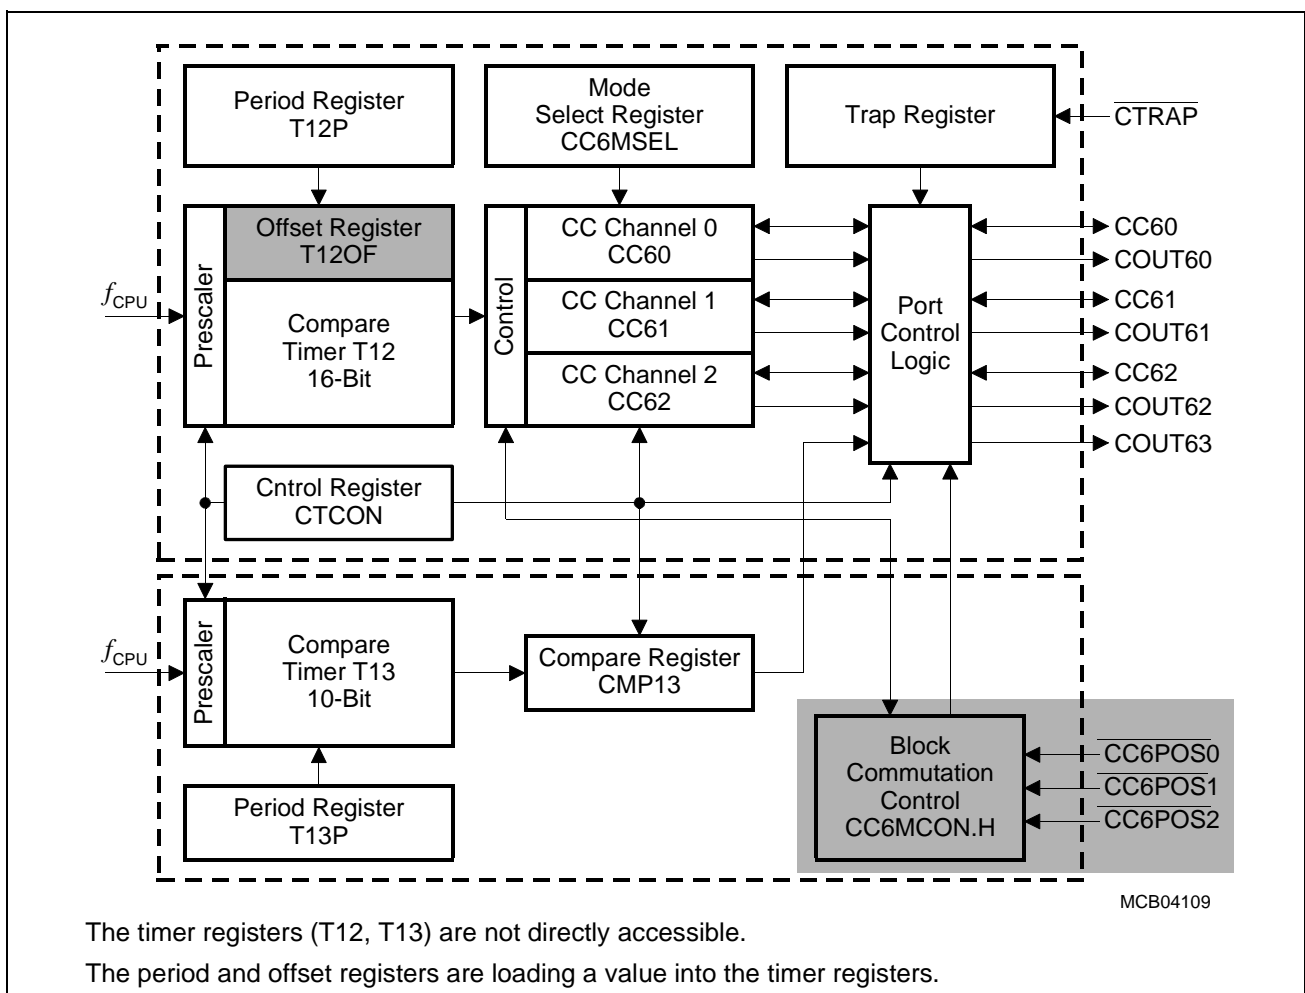 Period Register
T12P
Mode
Select Register
CC6MSEL
Trap Register
CTRAP
Prescaler
Offset Register
T12OF
Compare
Timer T12
16-Bit
fCPU
Control
CC Channel 0
CC60
CC Channel 1
CC61
CC Channel 2
CC62
Port
Control
Logic
CC60
COUT60
CC61
COUT61
CC62
COUT62
COUT63
Cntrol Register
CTCON
fCPU
Prescaler
Compare
Timer T13
10-Bit
Compare Register
CMP13
Period Register
T13P
Block
Commutation
Control
CC6MCON.H
CC6POS0
CC6POS1
CC6POS2
MCB04109
The timer registers (T12, T13) are not directly accessible.
The period and offset registers are loading a value into the timer registers.